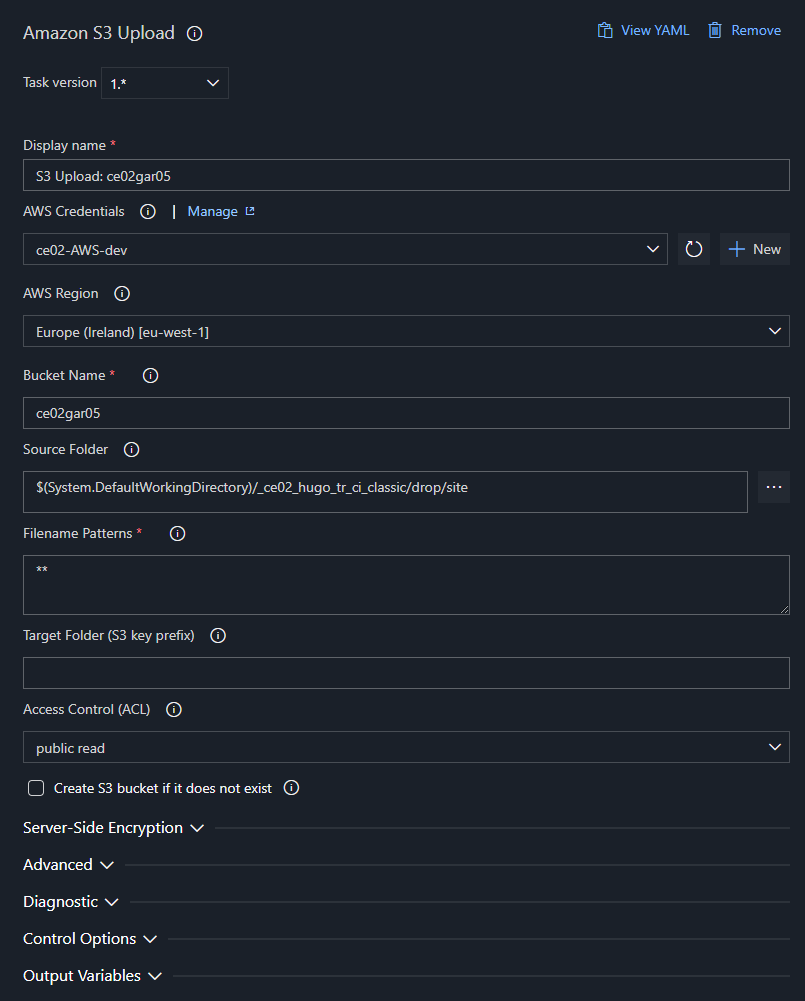 Amazon S3 Upload
View YAML
Remove
Task version 1.*
Display name *
S3 Upload: ce02gar05
AWS Credentials | Manage
ce02-AWS-dev
New
AWS Region
Europe (Ireland) [eu-west-1]
Bucket Name *
ce02gar05
Source Folder
$(System.DefaultWorkingDirectory)/_ce02_hugo_tr_ci_classic/drop/site
Filename Patterns *
**
Target Folder (S3 key prefix)
Access Control (ACL)
public read
Create S3 bucket if it does not exist
Server-Side Encryption
Advanced
Diagnostic
Control Options
Output Variables